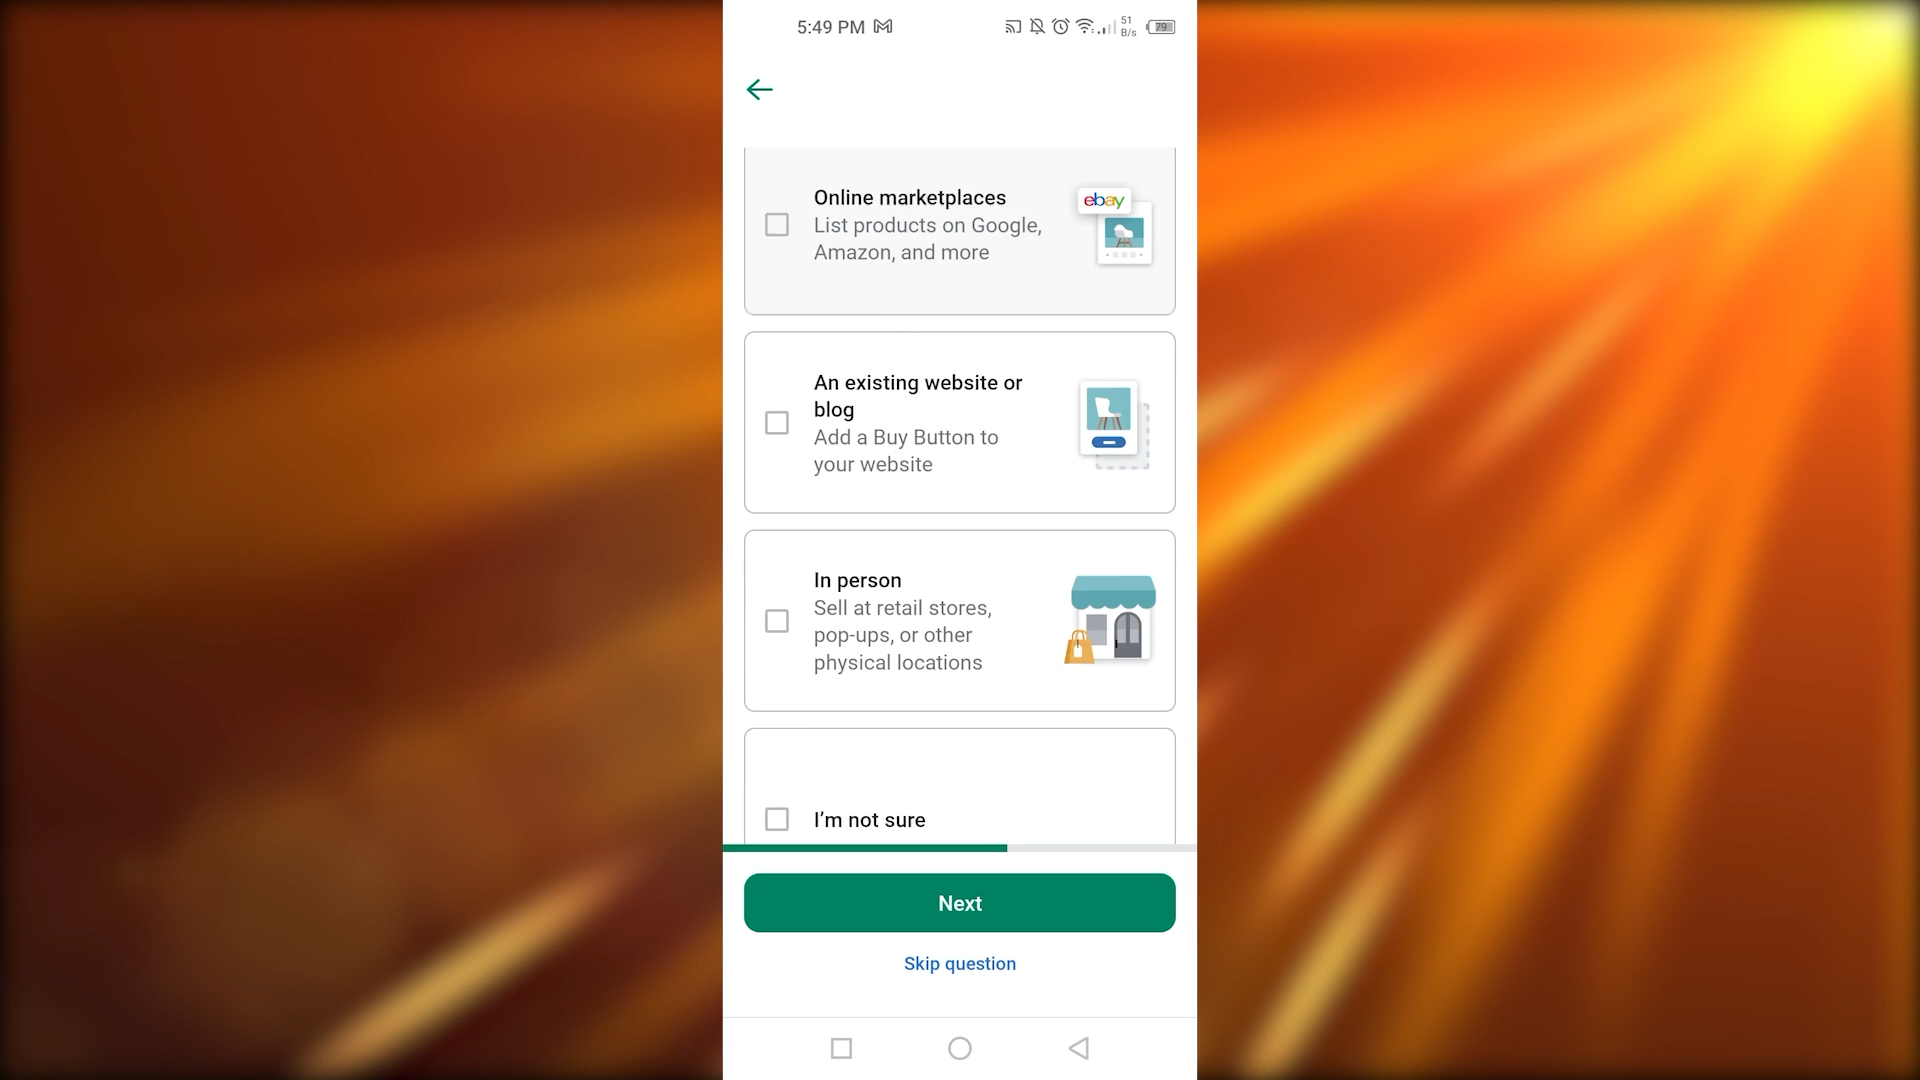 5:49 PM
51
B/s
79
Online marketplaces
List products on Google,
Amazon, and more
ebay
An existing website or
blog
Add a Buy Button to
your website
In person
Sell at retail stores,
pop-ups, or other
physical locations
I’m not sure
Next
Skip question